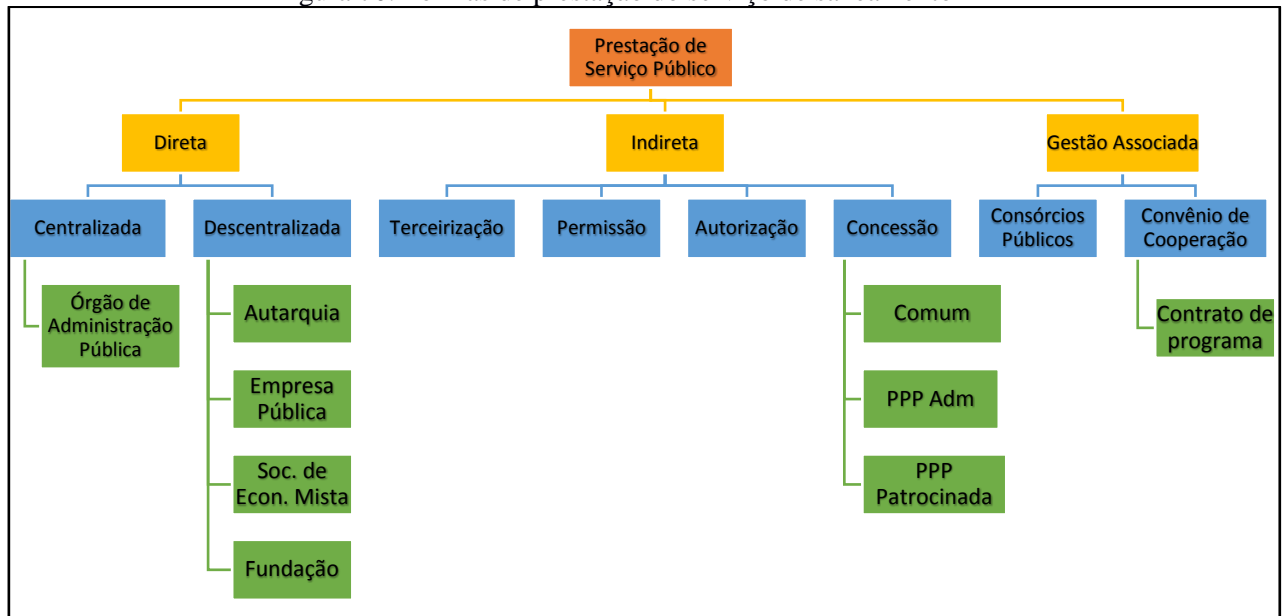 Prestação de
Serviço Público
Direta
Indireta
Gestão Associada
Centralizada
Descentralizada
Terceirização
Permissão
Autorização
Concessão
Consórcios
Públicos
Convênio de
Cooperação
Órgão de
Administração
Pública
Autarquia
Empresa
Pública
Soc. de
Econ. Mista
Fundação
Comum
PPP Adm
PPP
Patrocinada
Contrato de
programa